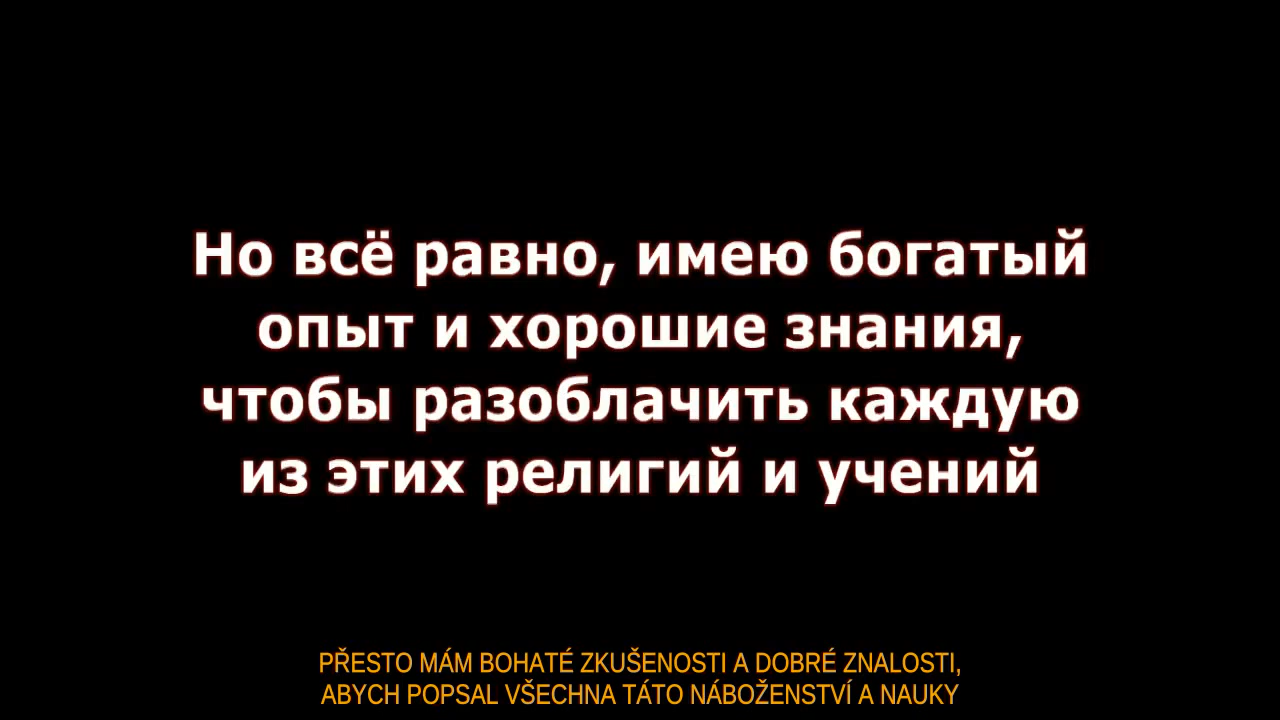 Но всё равно, имею богатый
опыт и хорошие знания,
чтобы разоблачить каждую
из этих религий и учений
PŘESTO MÁM BOHATÉ ZKUŠENOSTI A DOBRÉ ZNALOSTI,
ABYCH POPSAL VŠECHNA TÁTO NÁBOŽENSTVÍ A NAUKY